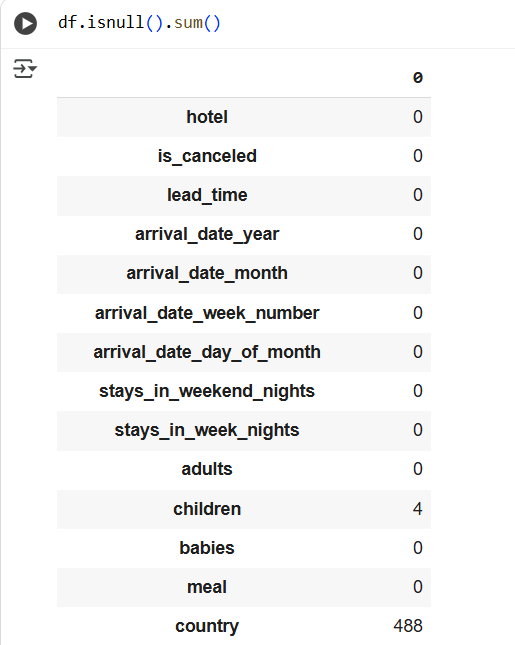 df.isnull().sum()
0
hotel 0
is_canceled 0
lead_time 0
arrival_date_year 0
arrival_date_month 0
arrival_date_week_number 0
arrival_date_day_of_month 0
stays_in_weekend_nights 0
stays_in_week_nights 0
adults 0
children 4
babies 0
meal 0
country 488